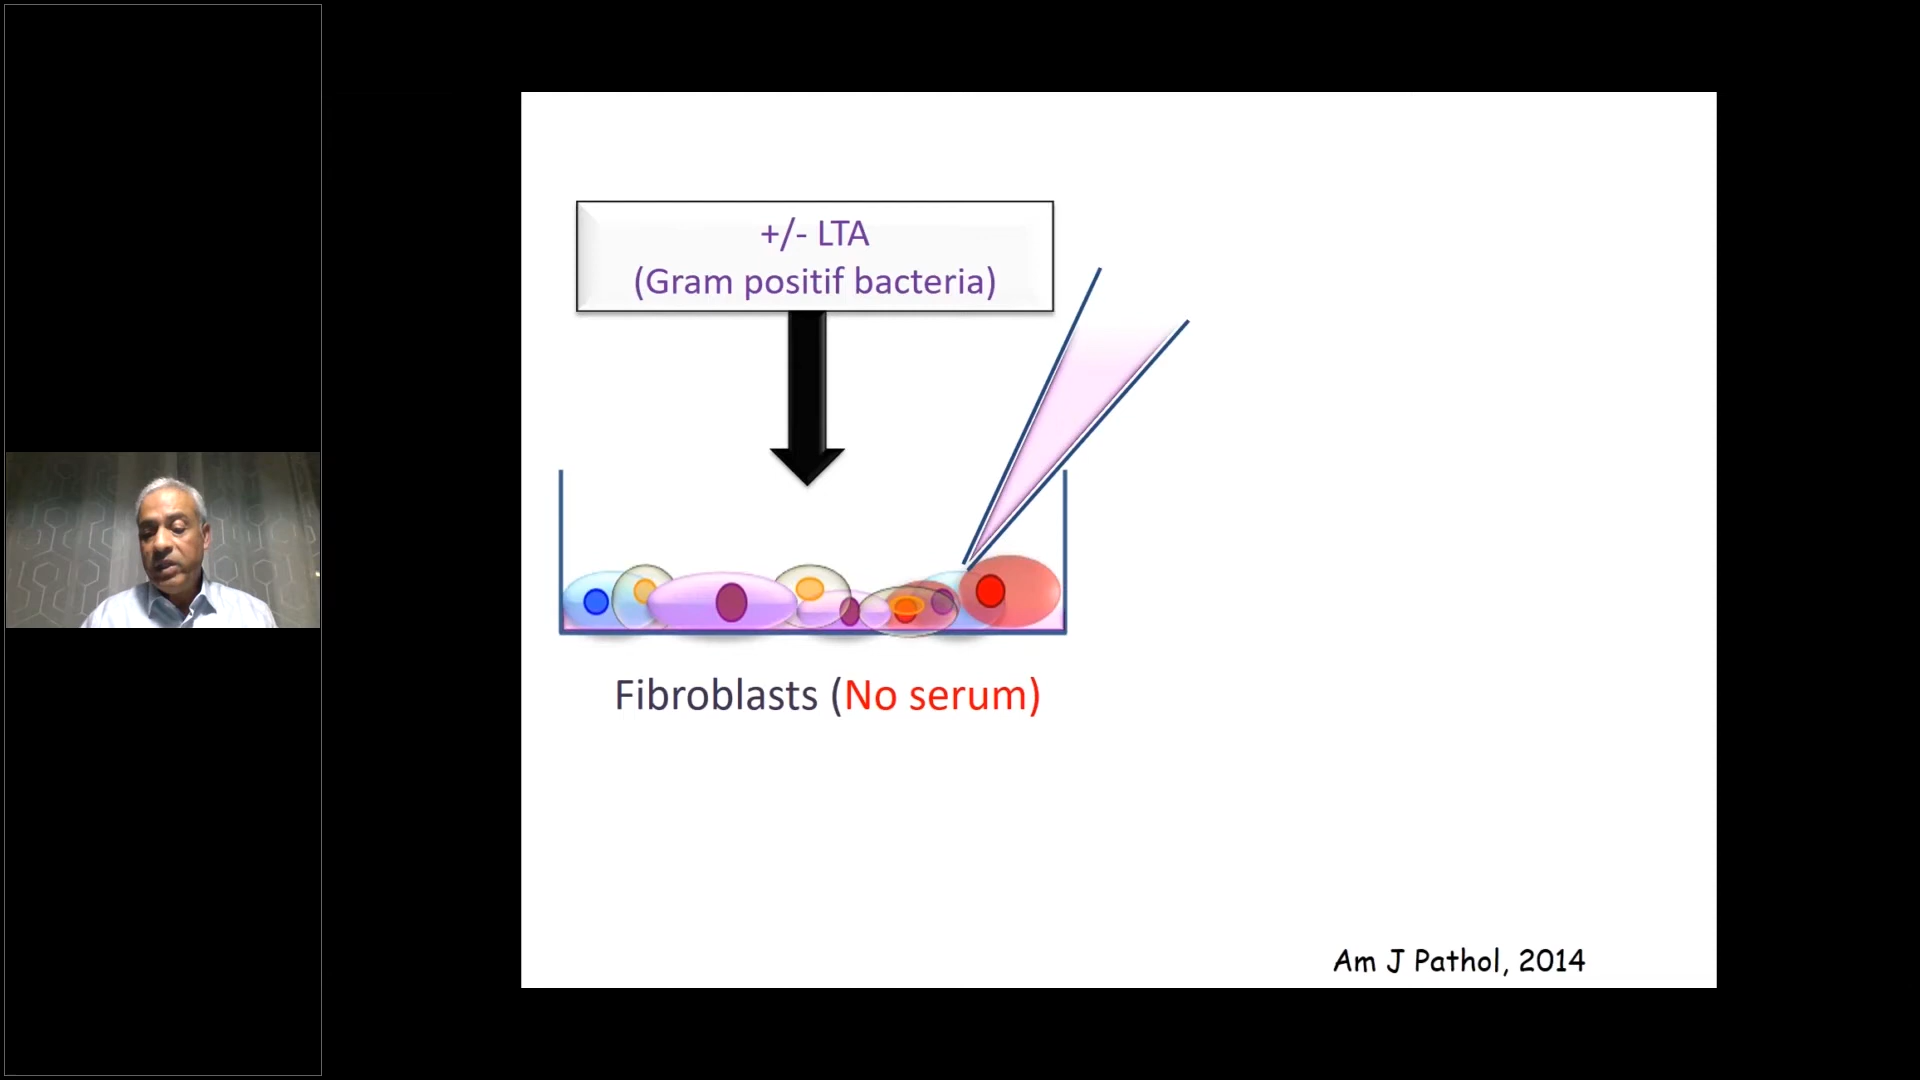 +/- LTA
(Gram positif bacteria)
Fibroblasts (No serum)
Am J Pathol, 2014